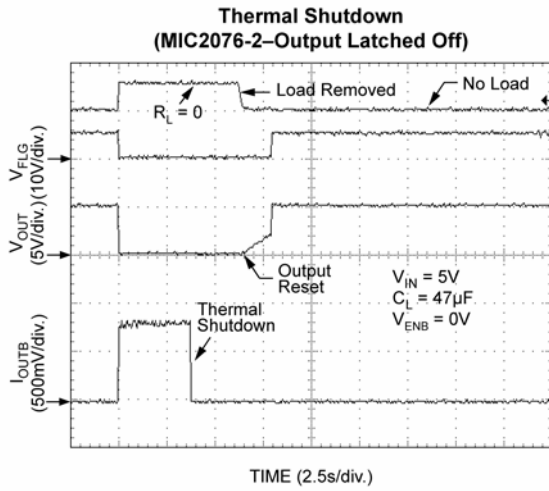 Thermal Shutdown
(MIC2076-2–Output Latched Off)
Load Removed
No Load
R_L = 0
V_FLG
(10V/div.)
V_OUT
(5V/div.)
Output
Reset
V_IN = 5V
C_L = 47µF
V_ENB = 0V
Thermal
Shutdown
I_OUTB
(500mV/div.)
TIME (2.5s/div.)